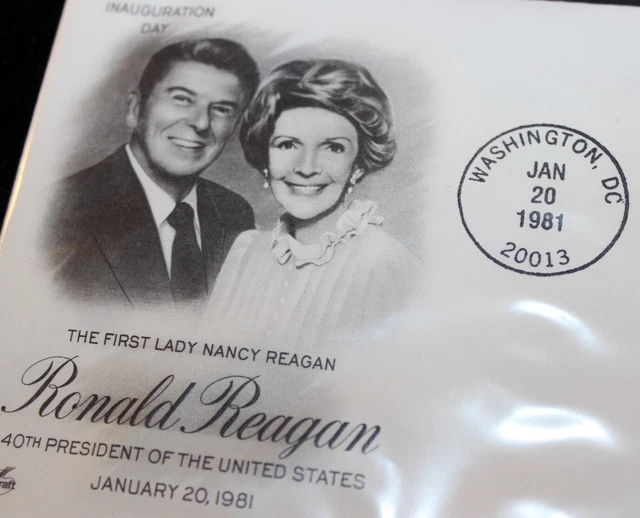 INAUGURATION
DAY
WASHINGTON, DC
JAN
20
1981
20013
THE FIRST LADY NANCY REAGAN
Ronald Reagan
40TH PRESIDENT OF THE UNITED STATES
JANUARY 20, 1981